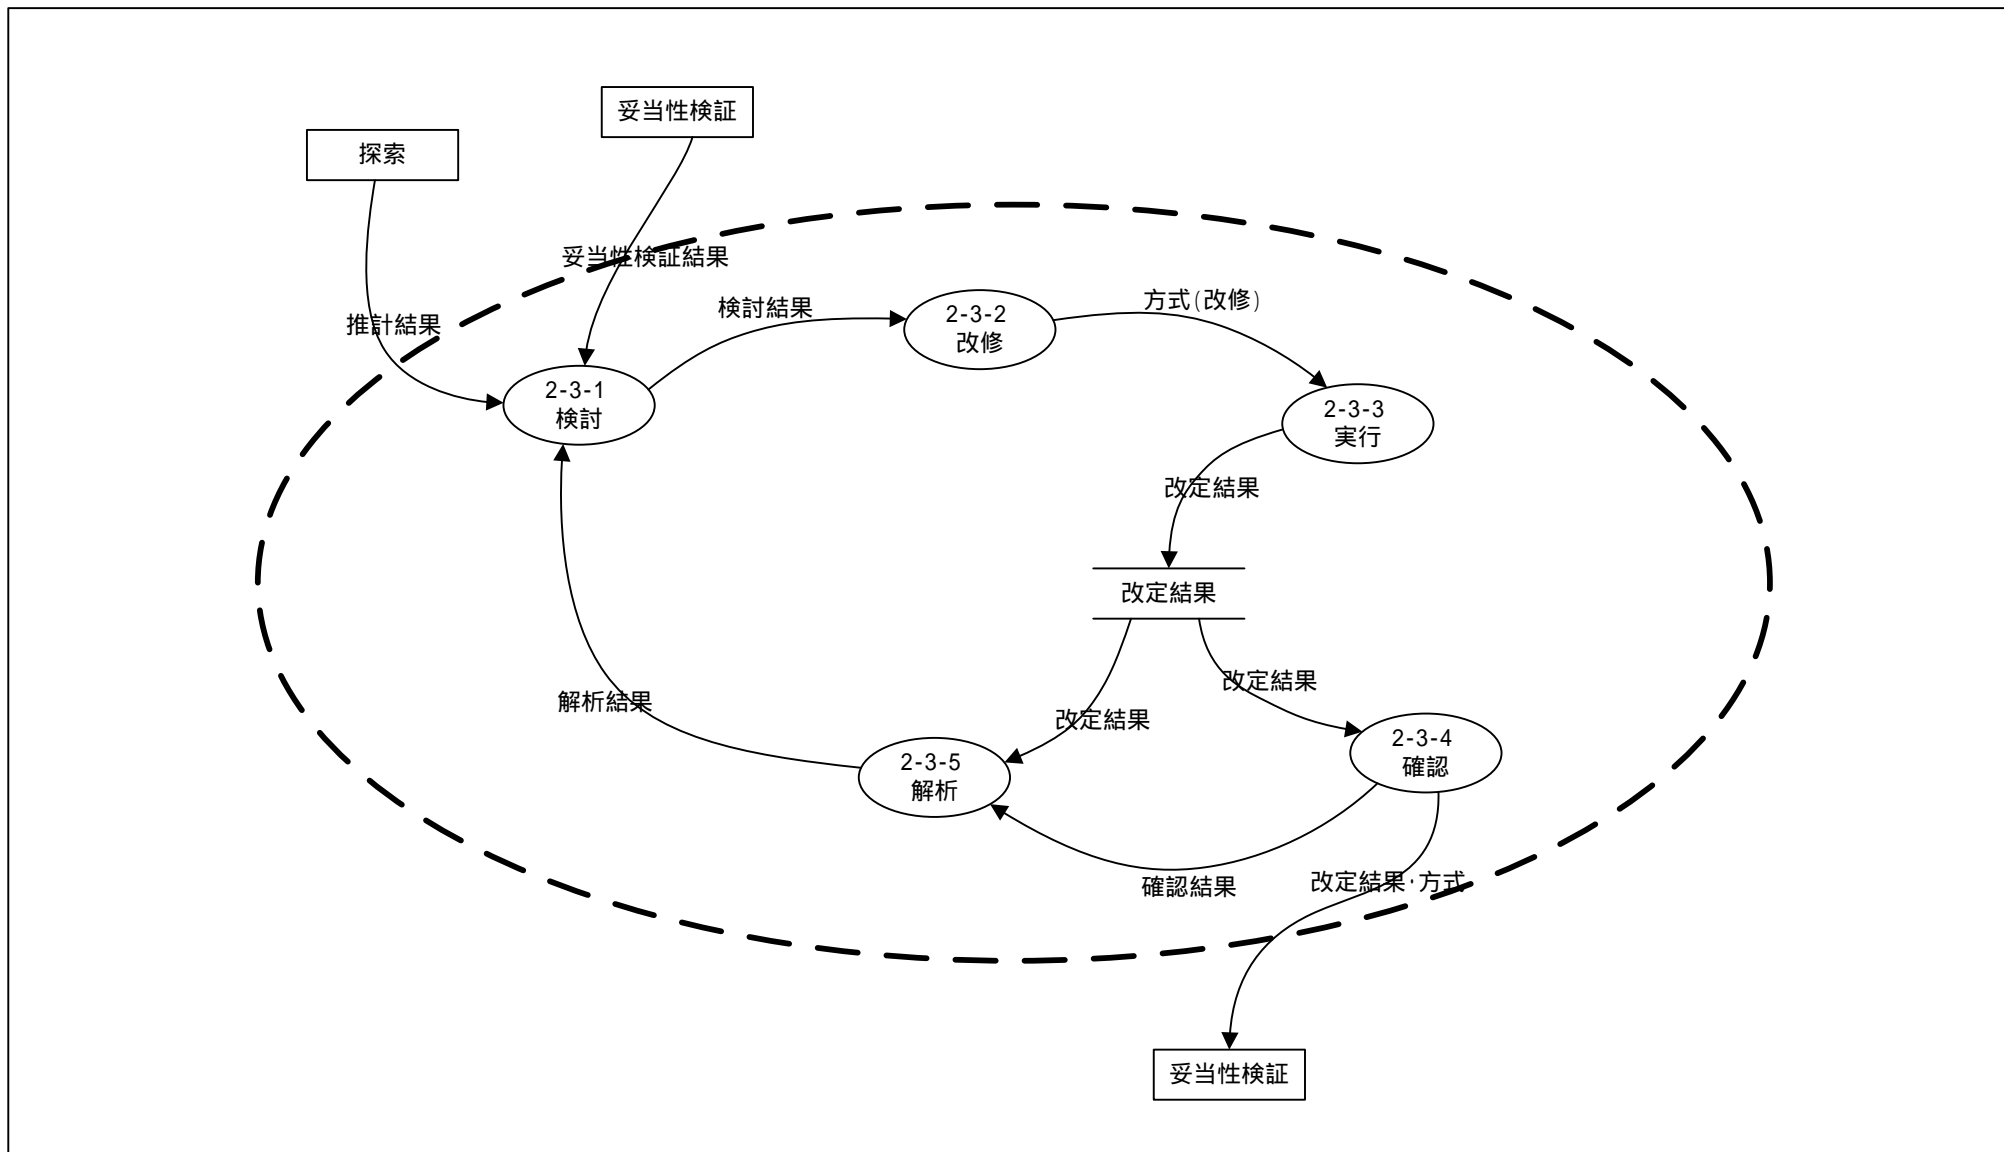 妥当性検証
探索
妥当性検証結果
推計結果
検討結果
方式(改修)
2-3-2
改修
2-3-1
検討
2-3-3
実行
改定結果
改定結果
改定結果
改定結果
解析結果
2-3-4
確認
2-3-5
解析
確認結果
改定結果・方式
妥当性検証